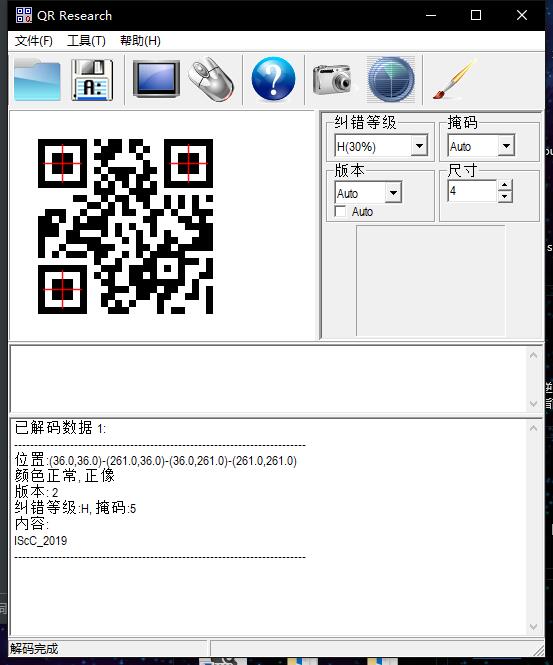 QR Research
文件(F) 工具(T) 帮助(H)
A:
纠错等级 掩码
H(30%) Auto
版本 尺寸
Auto 4
Auto
已解码数据 1:
位置:(36.0,36.0)-(261.0,36.0)-(36.0,261.0)-(261.0,261.0)
颜色正常, 正像
版本: 2
纠错等级:H, 掩码:5
内容:
IScC_2019
解码完成